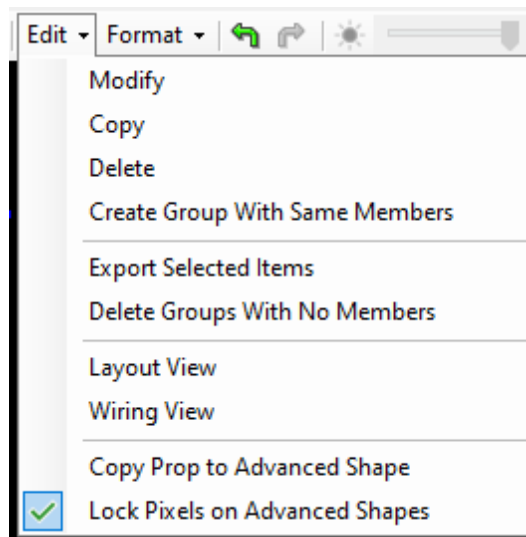 Edit Format
Modify
Copy
Delete
Create Group With Same Members
Export Selected Items
Delete Groups With No Members
Layout View
Wiring View
Copy Prop to Advanced Shape
Lock Pixels on Advanced Shapes